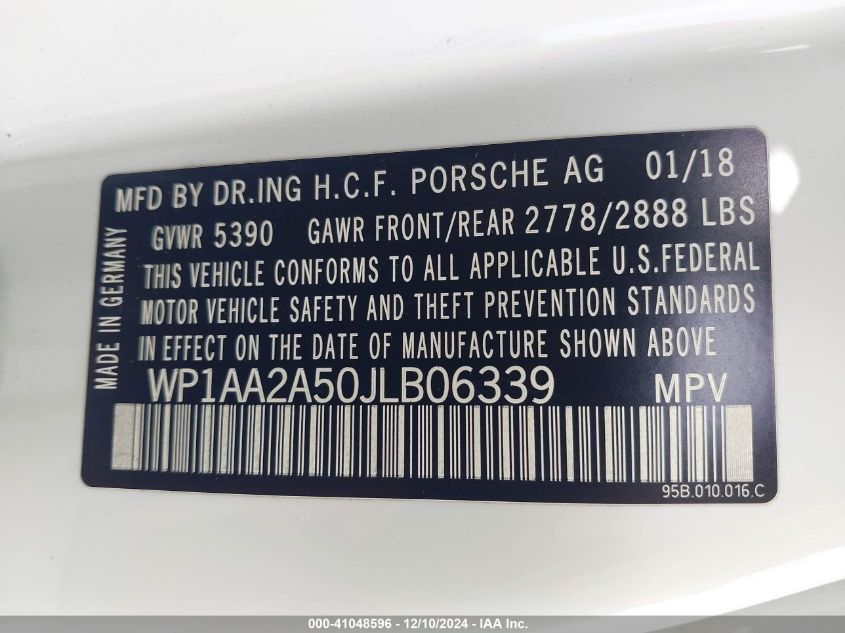 MFD BY DR.ING H.C.F. PORSCHE AG 01/18
GVWR 5390 GAWR FRONT/REAR 2778/2888 LBS
THIS VEHICLE CONFORMS TO ALL APPLICABLE U.S.FEDERAL
MOTOR VEHICLE SAFETY AND THEFT PREVENTION STANDARDS
IN EFFECT ON THE DATE OF MANUFACTURE SHOWN ABOVE
MADE IN GERMANY
WP1AA2A50JLB06339 MPV
95B.010.016.C
000-41048596 - 12/10/2024 - IAA Inc.